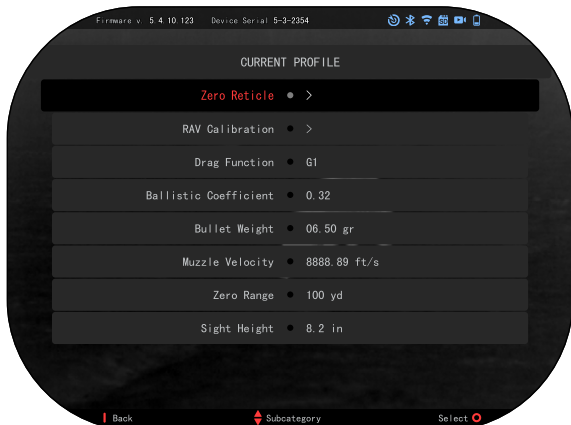 Firmware v. 5.4.10.123 Device Serial 5-3-2354
CURRENT PROFILE
Zero Reticle >
RAV Calibration >
Drag Function G1
Ballistic Coefficient 0.32
Bullet Weight 06.50 gr
Muzzle Velocity 8888.89 ft/s
Zero Range 100 yd
Sight Height 8.2 in
Back Subcategory Select